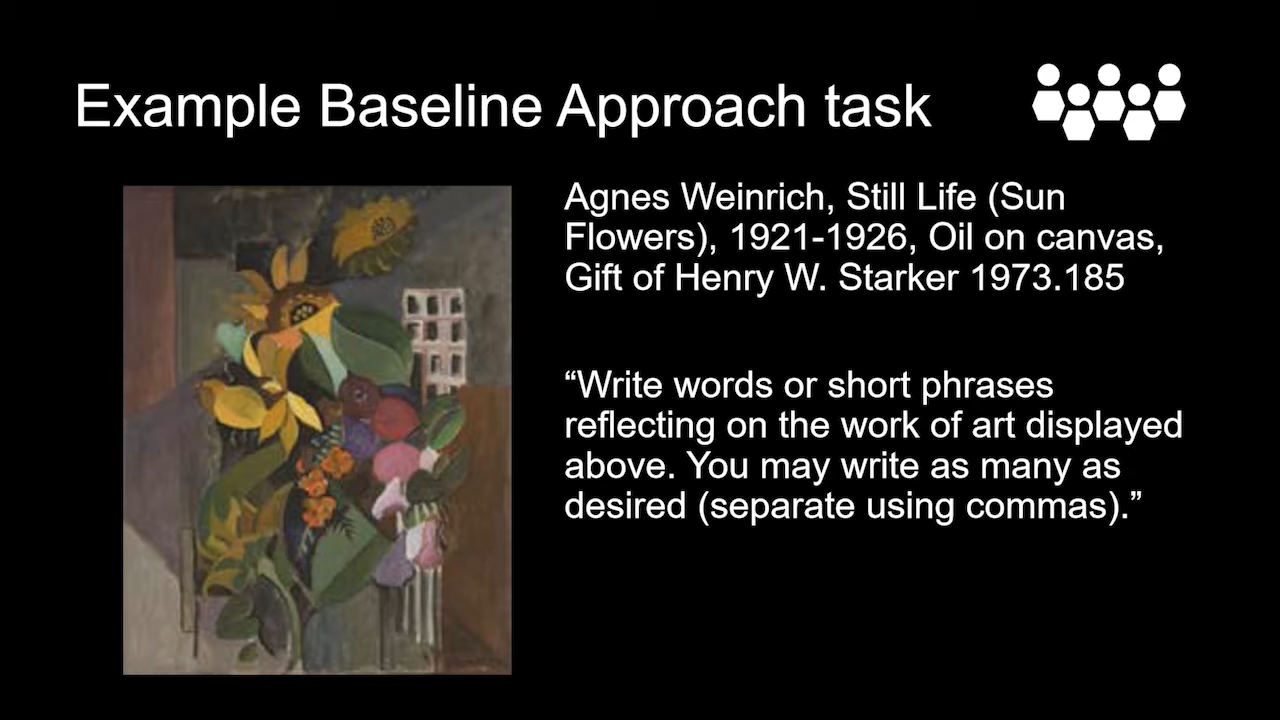 Example Baseline Approach task
Agnes Weinrich, Still Life (Sun
Flowers), 1921-1926, Oil on canvas,
Gift of Henry W. Starker 1973.185
“Write words or short phrases
reflecting on the work of art displayed
above. You may write as many as
desired (separate using commas).”